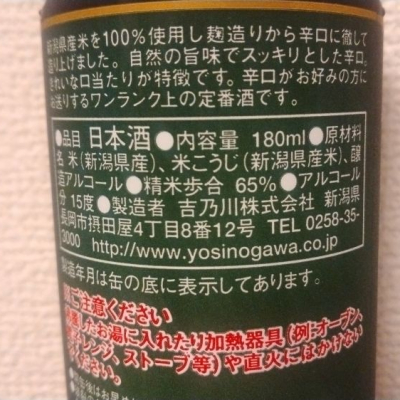 新潟県産米を100%使用し麹造りから辛口に徹して
造り上げました。自然の旨味でスッキリとした辛口。
きれいな口当たりが特徴です。辛口がお好みの方に
お送りするワンランク上の定番酒です。
●品目 日本酒 ●内容量 180ml ●原材料
名 米(新潟県産)、米こうじ(新潟県産米)、醸
造アルコール ●精米歩合 65% ●アルコール
分 15度 ●製造者 吉乃川株式会社 新潟県
長岡市摂田屋4丁目8番12号 TEL 0258-35-
3000 http://www.yosinogawa.co.jp
製造年月は缶の底に表示してあります。
ご注意ください
したお湯に入れたり加熱器具(例:オーブン、
レンジ、ストーブ等)や直火にはかけない
ください。